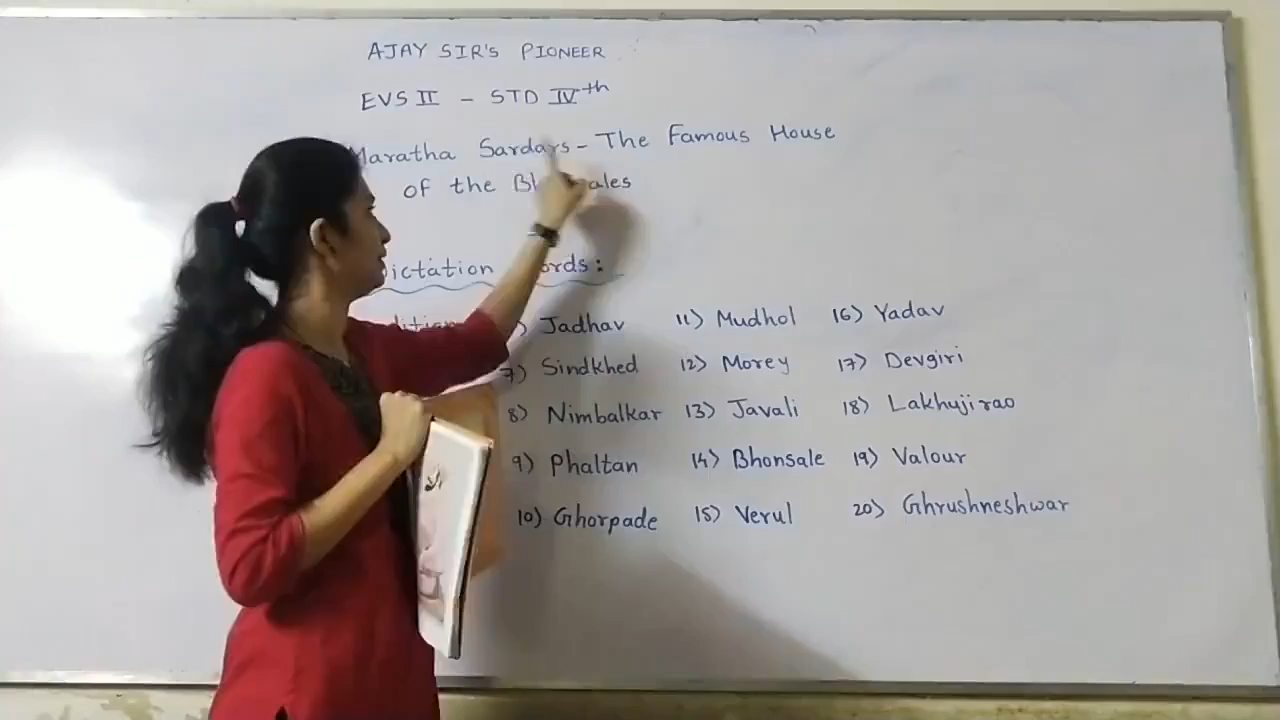 AJAY SIR'S PIONEER
EVS II - STD IVth
Maratha Sardars - The Famous House
of the
Jadhav 11) Mudhol 16) Yadav
7) Sindkhed 12) Morey 17) Devgiri
8) Nimbalkar 13) Javali 18) Lakhujirao
9) Phaltan 14) Bhonsale 19) Valour
10) Ghorpade 15) Verul 20) Ghrushneshwar